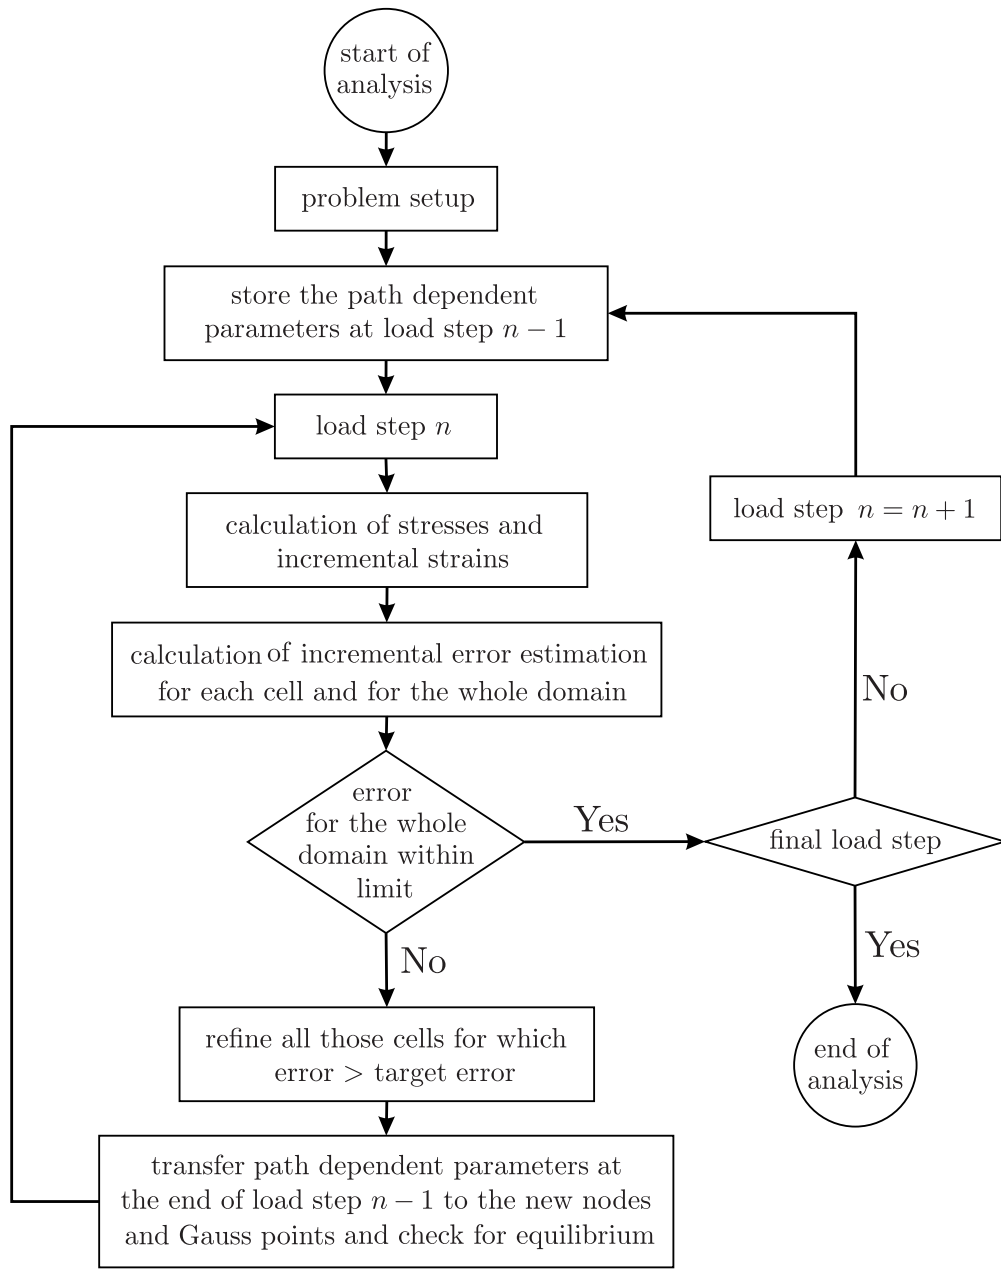 start of
analysis
problem setup
store the path dependent
parameters at load step n − 1
load step n
calculation of stresses and
incremental strains
load step n = n + 1
calculation of incremental error estimation
for each cell and for the whole domain
No
error
for the whole
domain within
limit
Yes
final load step
No
Yes
refine all those cells for which
error > target error
end of
analysis
transfer path dependent parameters at
the end of load step n − 1 to the new nodes
and Gauss points and check for equilibrium